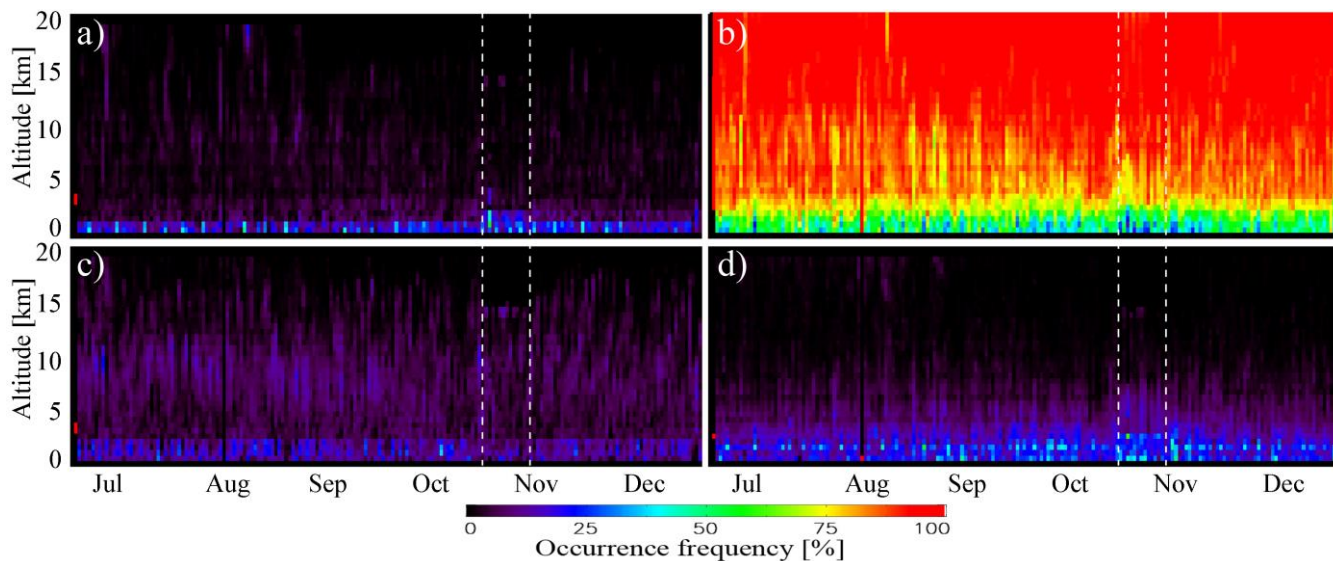 a)
b)
20
15
10
5
0
Altitude [km]
c)
d)
20
15
10
5
0
Altitude [km]
Jul Aug Sep Oct Nov Dec Jul Aug Sep Oct Nov Dec
0 25 50 75 100
Occurrence frequency [%]